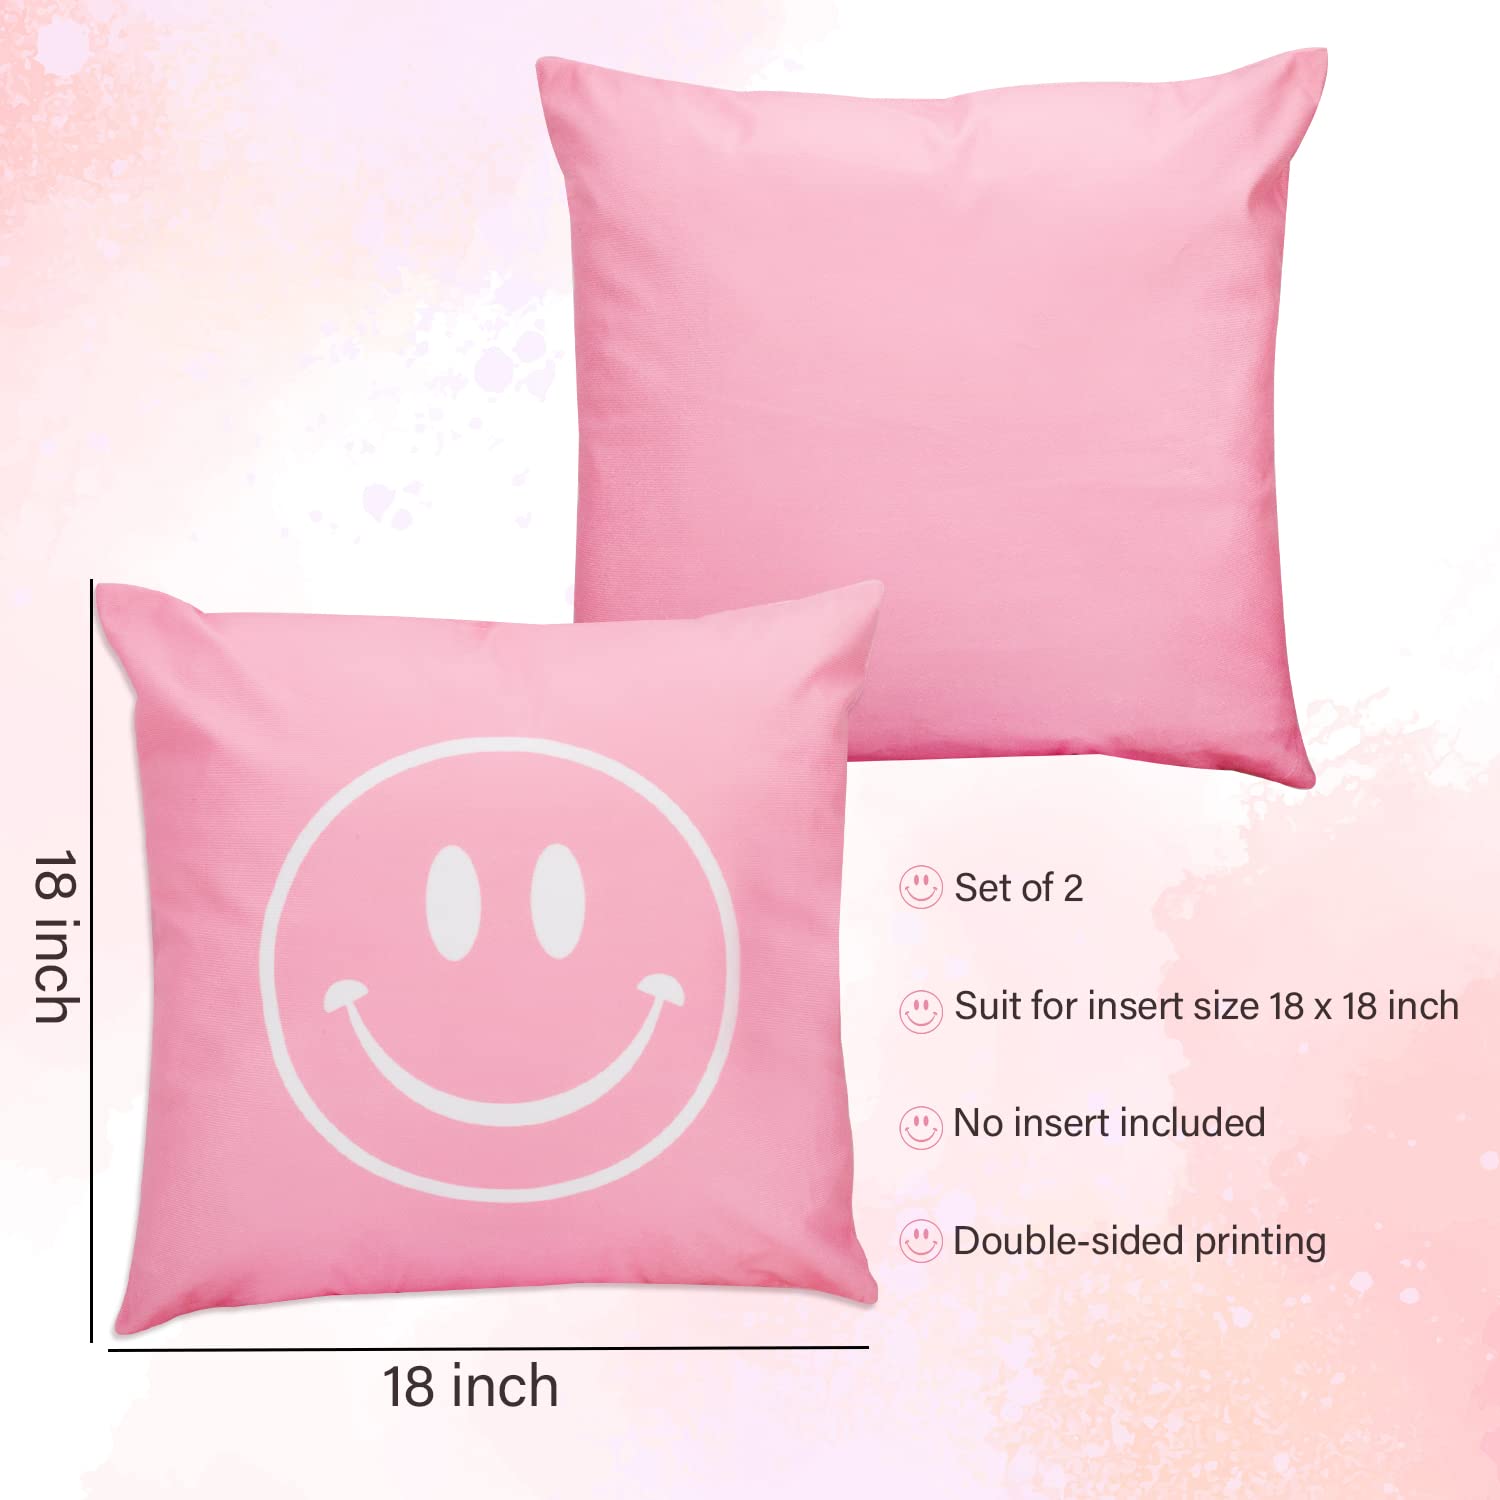 18 inch
18 inch
Set of 2
Suit for insert size 18 x 18 inch
No insert included
Double-sided printing